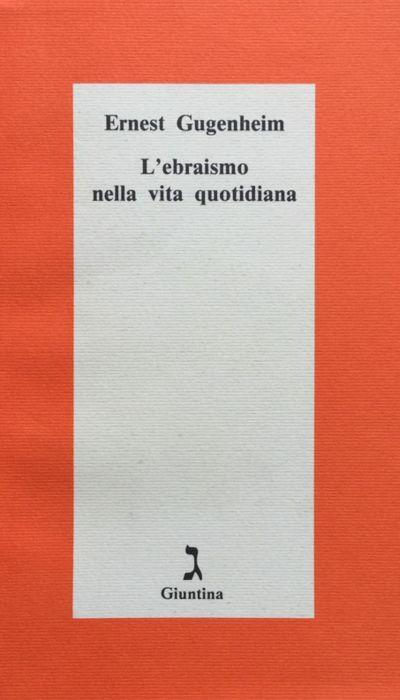 Ernest Gugenheim
L'ebraismo
nella vita quotidiana
ג
Giuntina